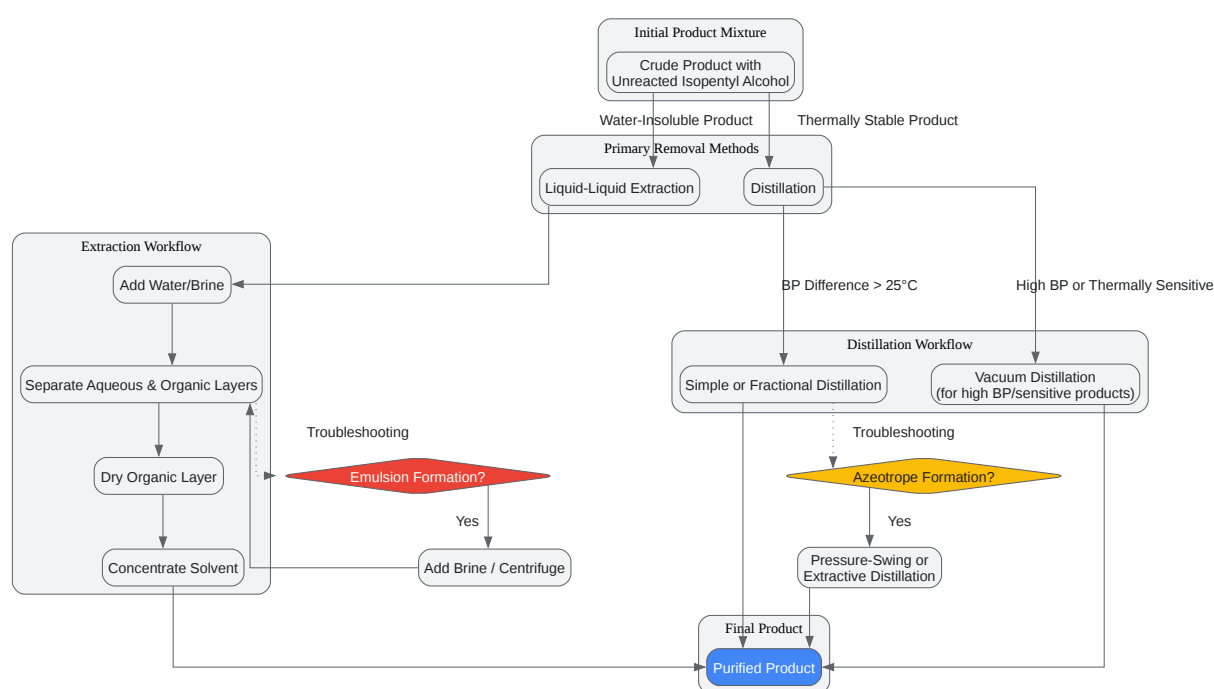 Initial Product Mixture
Crude Product with
Unreacted Isopentyl Alcohol
Water-Insoluble Product
Thermally Stable Product
Primary Removal Methods
Liquid-Liquid Extraction
Distillation
Extraction Workflow
Add Water/Brine
BP Difference > 25°C
High BP or Thermally Sensitive
Distillation Workflow
Separate Aqueous & Organic Layers
Simple or Fractional Distillation
Vacuum Distillation
(for high BP/sensitive products)
Troubleshooting
Troubleshooting
Dry Organic Layer
Emulsion Formation?
Azeotrope Formation?
Yes
Yes
Concentrate Solvent
Add Brine / Centrifuge
Pressure-Swing or
Extractive Distillation
Final Product
Purified Product